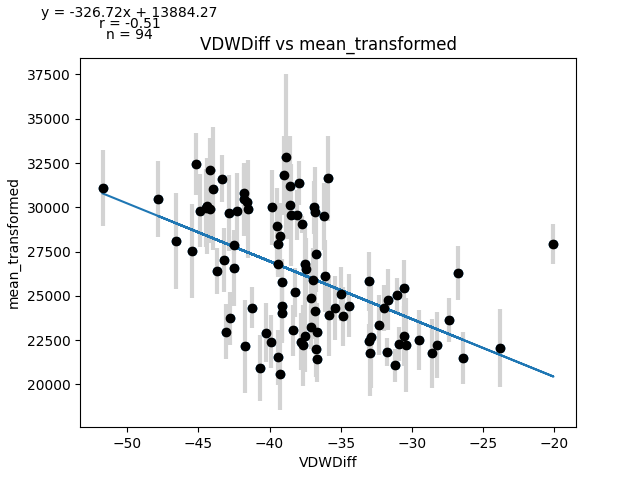 y = -326.72x + 13884.27
r = -0.51
n = 94
VDWDiff vs mean_transformed
37500
35000
32500
30000
27500
25000
22500
20000
mean_transformed
−50
−45
−40
−35
−30
−25
−20
VDWDiff